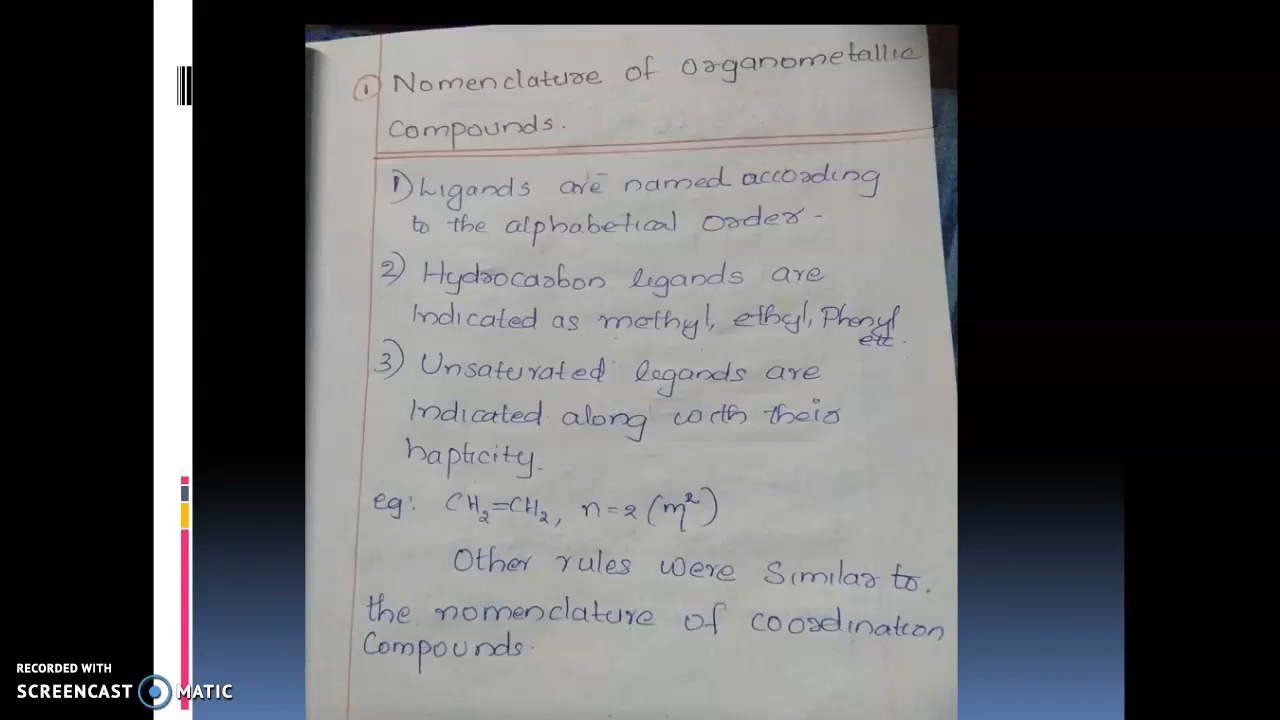 ① Nomenclature of organometallic
compounds.
1) Ligands are named according
to the alphabetical order -
2) Hydrocarbon ligands are
Indicated as methyl, ethyl, Phenyl
etc.
3) Unsaturated ligands are
Indicated along with their
hapticity.
eg: CH₂=CH₂, n=2 (η²)
Other rules were similar to.
the nomenclature of coordination
compounds.
RECORDED WITH
SCREENCAST MATIC